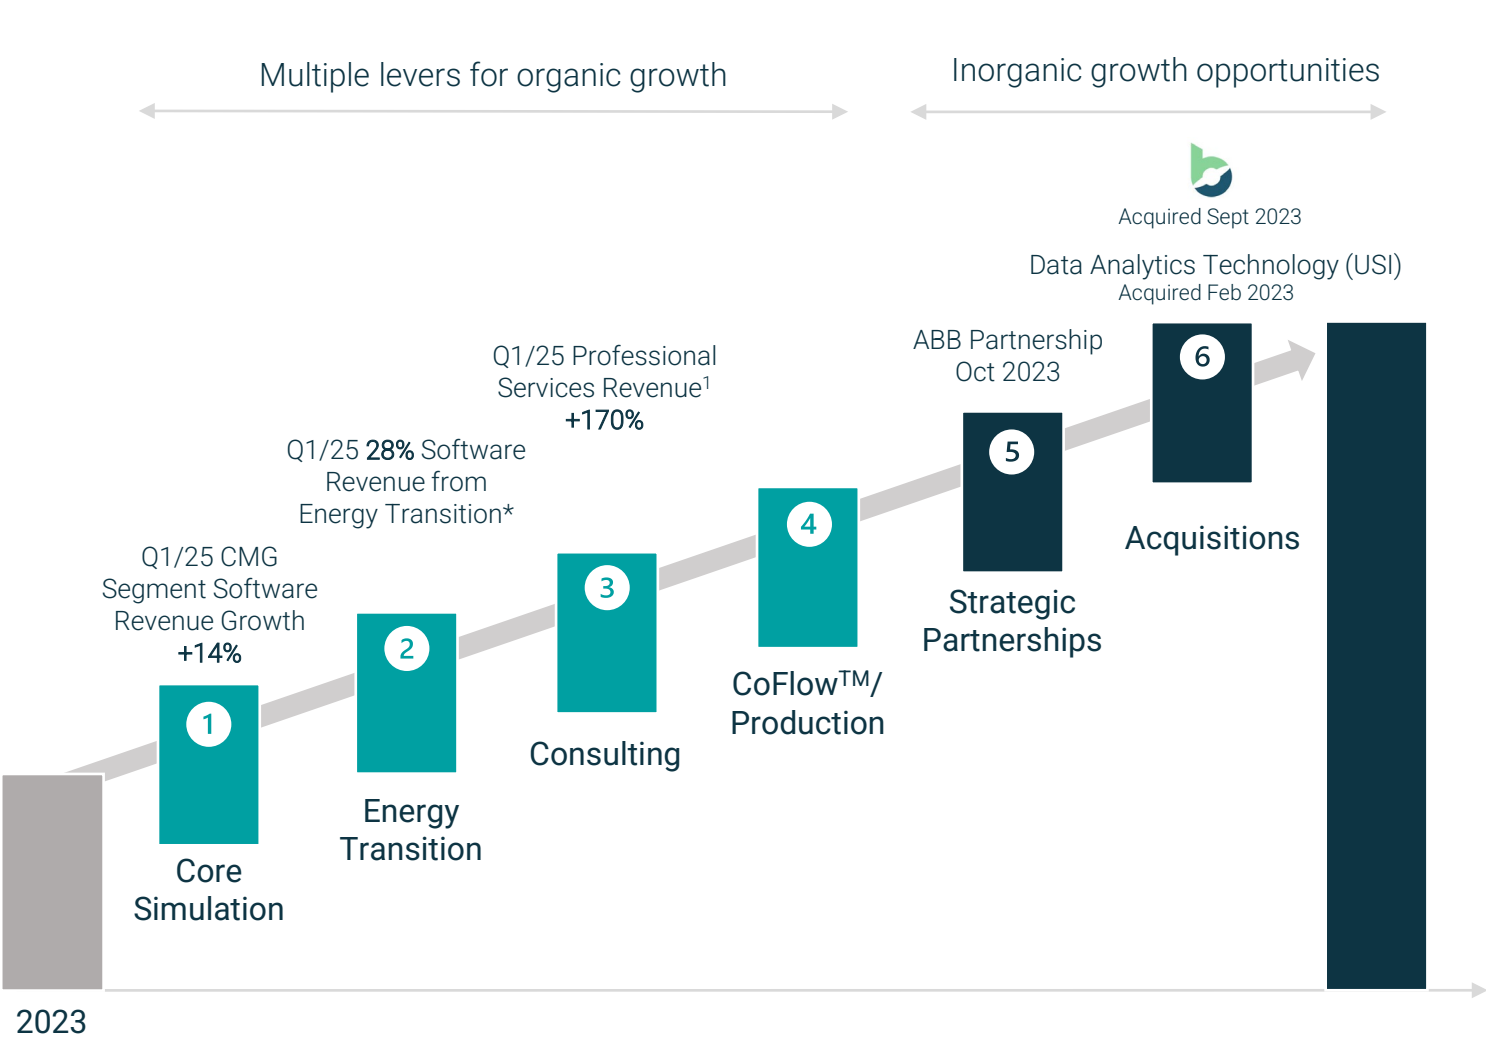 Multiple levers for organic growth
Inorganic growth opportunities
Acquired Sept 2023
Data Analytics Technology (USI)
Acquired Feb 2023
ABB Partnership
Oct 2023
Q1/25 Professional
Services Revenue¹
+170%
Q1/25 28% Software
Revenue from
Energy Transition*
Q1/25 CMG
Segment Software
Revenue Growth
+14%
1
2
3
4
5
6
Core
Simulation
Energy
Transition
Consulting
CoFlow™/
Production
Strategic
Partnerships
Acquisitions
2023